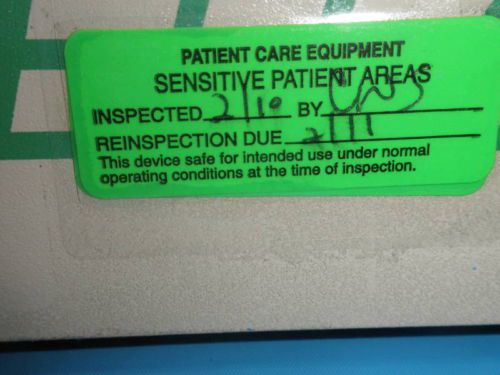 PATIENT CARE EQUIPMENT
SENSITIVE PATIENT AREAS
INSPECTED 2/10 BY
REINSPECTION DUE 2/11
This device safe for intended use under normal
operating conditions at the time of inspection.